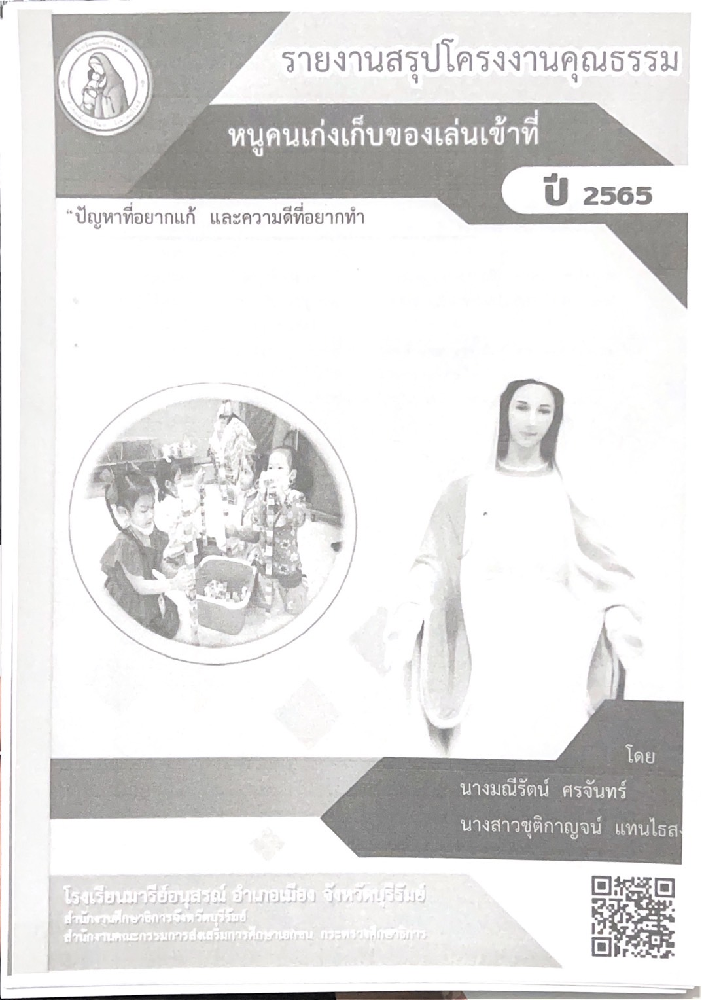 รายงานสรุปโครงงานคุณธรรม
หนูคนเก่งเก็บของเล่นเข้าที่
ปี 2565
“ปัญหาที่อยากแก้ และความดีที่อยากทำ
โดย
นางมณีรัตน์ ศรจันทร์
นางสาวชุติกาญจน์ แทนไธส
โรงเรียนมารีย์อนุสรณ์ อำเภอเมือง จังหวัดบุรีรัมย์
สำนักงานศึกษาธิการจังหวัดบุรีรัมย์
สำนักงานคณะกรรมการส่งเสริมการศึกษาเอกชน กระทรวงศึกษาธิการ